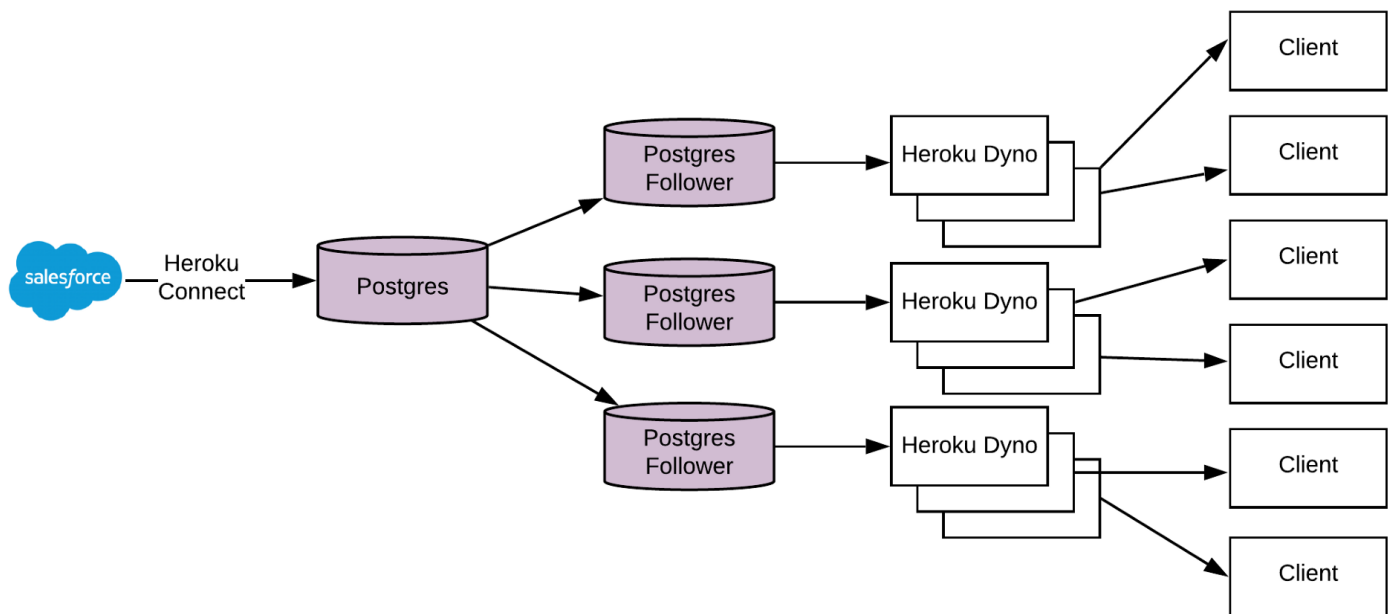 salesforce
Heroku
Connect
Postgres
Postgres
Follower
Postgres
Follower
Postgres
Follower
Heroku Dyno
Heroku Dyno
Heroku Dyno
Client
Client
Client
Client
Client
Client